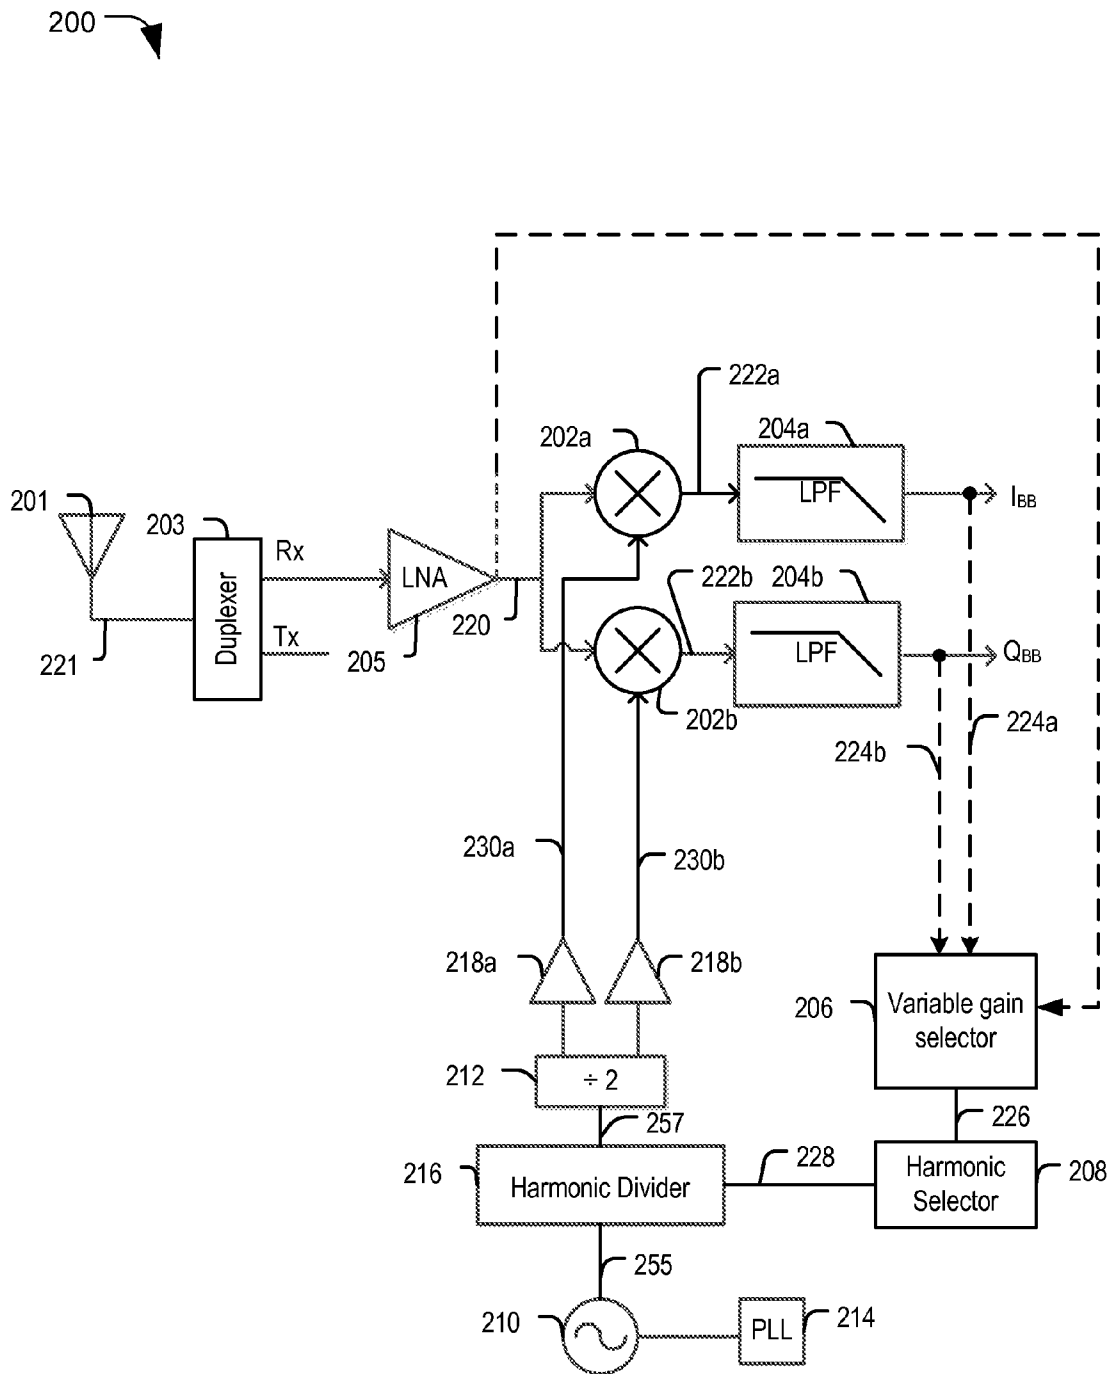 200
222a
202a
204a
LPF
I_BB
201
203
Rx
LNA
Duplexer
220
222b
204b
Tx
221
205
LPF
Q_BB
202b
224a
224b
230a
230b
218a
218b
206
Variable gain
selector
212
÷ 2
257
226
216
Harmonic Divider
228
Harmonic
Selector
208
255
210
PLL
214